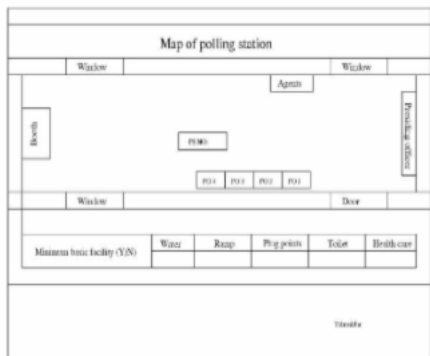 Map of polling station
Window
Window
Agents
Booth
Presiding officer
PO4 PO3 PO2 PO1
Window
Door
Minimum basic facility (Y/N)
Water Ramp Plug points Toilet Health care